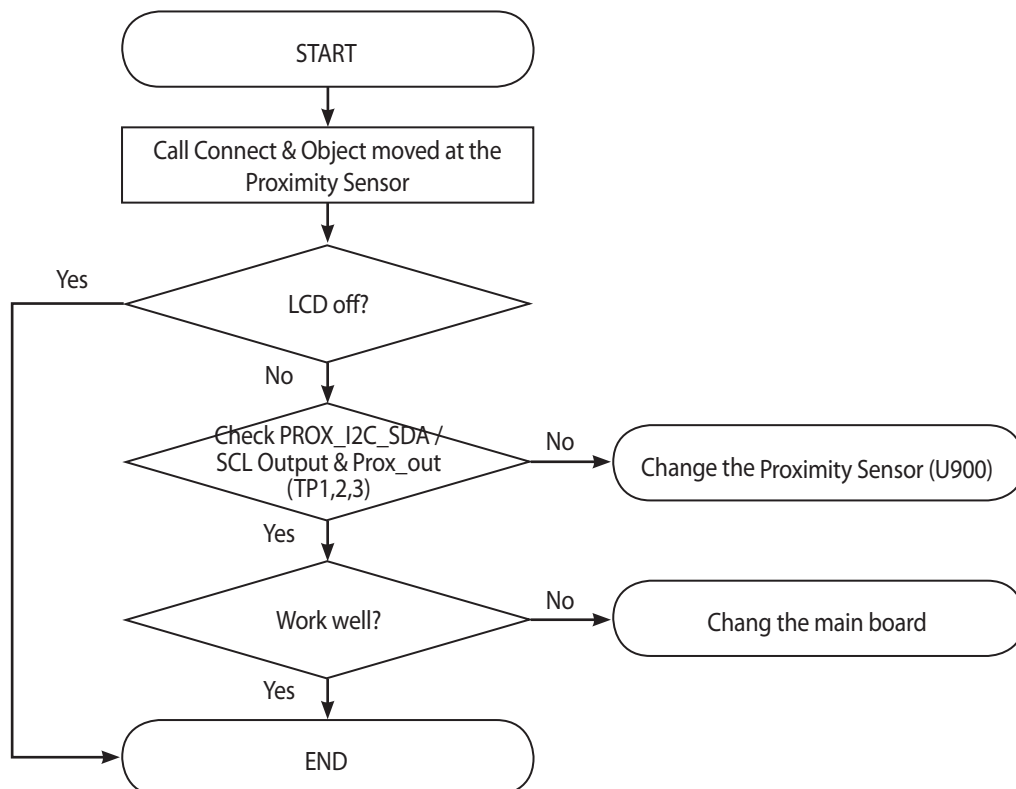 START
Call Connect & Object moved at the
Proximity Sensor
Yes
LCD off?
No
Check PROX_I2C_SDA /
SCL Output & Prox_out
(TP1,2,3)
No
Change the Proximity Sensor (U900)
Yes
Work well?
No
Chang the main board
Yes
END